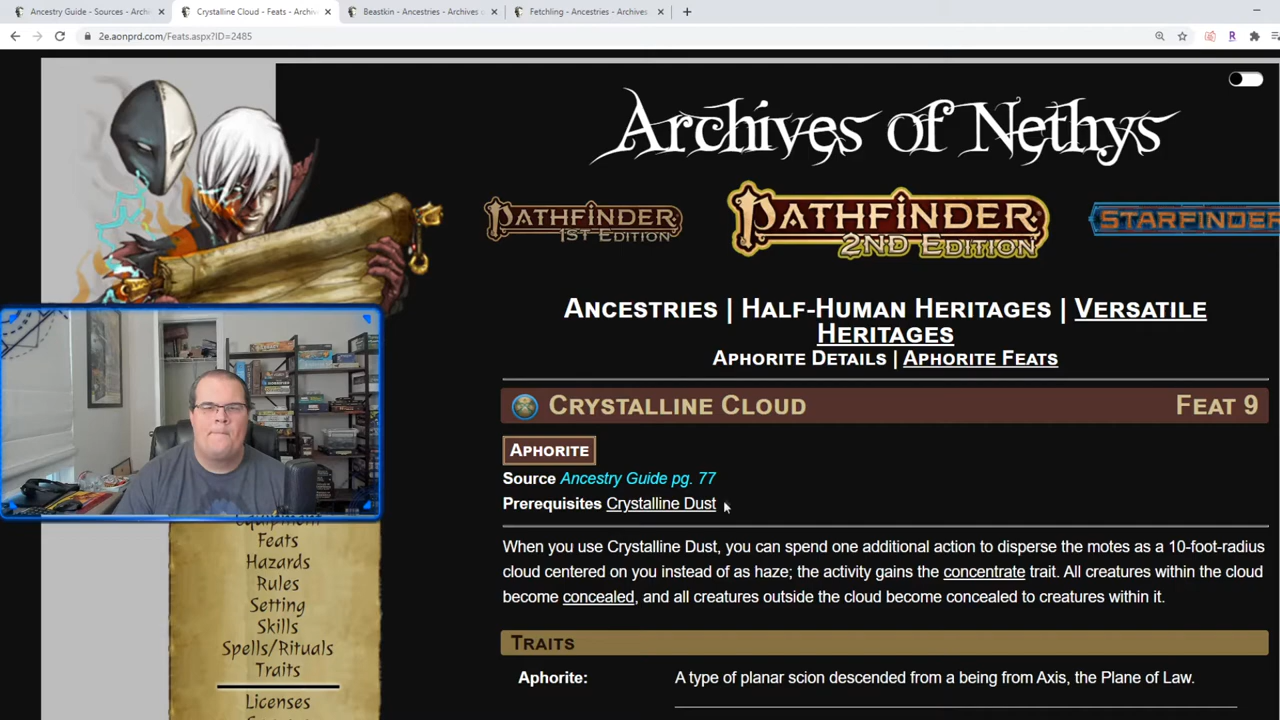 Ancestry Guide - Sources - Archi
Crystalline Cloud - Feats - Archiv
Beastkin - Ancestries - Archives o
Fetchling - Ancestries - Archives
2e.aonprd.com/Feats.aspx?ID=2485
Archives of Nethys
PATHFINDER
1ST EDITION
PATHFINDER
2ND EDITION
STARFINDER
ANCESTRIES | HALF-HUMAN HERITAGES | VERSATILE
HERITAGES
APHORITE DETAILS | APHORITE FEATS
CRYSTALLINE CLOUD
FEAT 9
APHORITE
Source Ancestry Guide pg. 77
Prerequisites Crystalline Dust
When you use Crystalline Dust, you can spend one additional action to disperse the motes as a 10-foot-radius
cloud centered on you instead of as haze; the activity gains the concentrate trait. All creatures within the cloud
become concealed, and all creatures outside the cloud become concealed to creatures within it.
TRAITS
Aphorite:
A type of planar scion descended from a being from Axis, the Plane of Law.
Equipment
Feats
Hazards
Rules
Setting
Skills
Spells/Rituals
Traits
Licenses